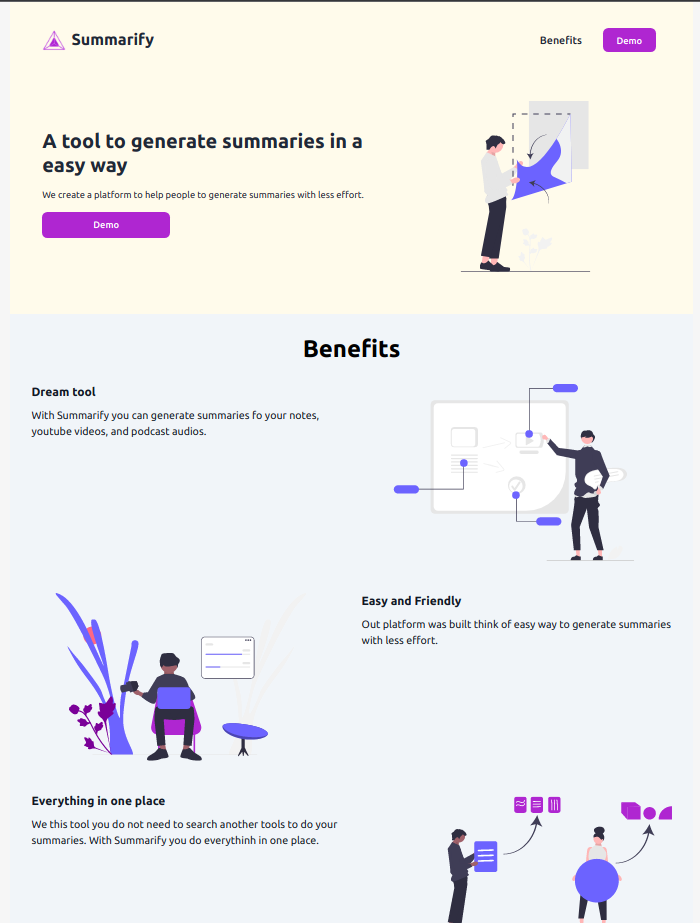 Summarify
Benefits
Demo
A tool to generate summaries in a
easy way
We create a platform to help people to generate summaries with less effort.
Demo
Benefits
Dream tool
With Summarify you can generate summaries fo your notes,
youtube videos, and podcast audios.
Easy and Friendly
Out platform was built think of easy way to generate summaries
with less effort.
Everything in one place
We this tool you do not need to search another tools to do your
summaries. With Summarify you do everythinh in one place.